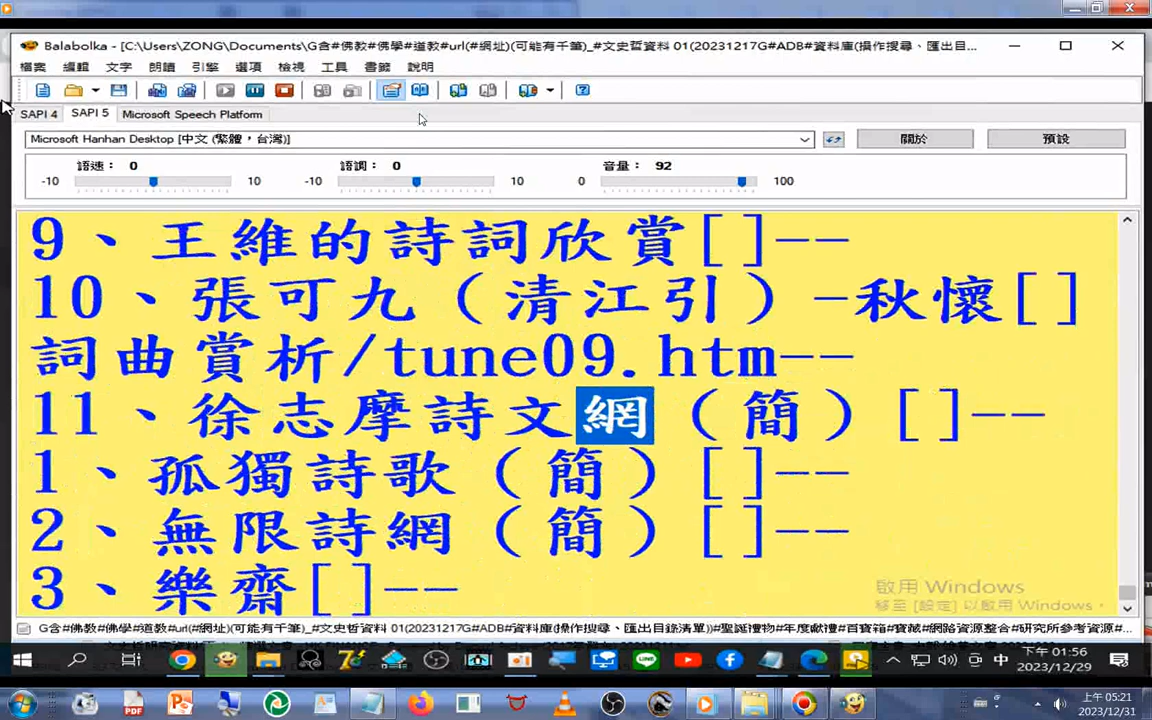 Balabolka - [C:\Users\ZONG\Documents\G含#佛教#佛學#道教#url(#網址)(可能有千筆)_#文史哲資料 01(20231217G#ADB#資料庫(操作搜尋、匯出目...
檔案 編輯 文字 朗讀 引擎 選項 檢視 工具 書籤 說明
SAPI 4 SAPI 5 Microsoft Speech Platform
Microsoft Hanhan Desktop [中文 (繁體，台灣)] 關於 預設
語速： 0 語調： 0 音量： 92
-10 10 -10 10 0 100
9、王維的詩詞欣賞[]--
10、張可九（清江引）-秋懷[]
詞曲賞析/tune09.htm--
11、徐志摩詩文網（簡）[]--
1、孤獨詩歌（簡）[]--
2、無限詩網（簡）[]--
3、樂齋[]--
啟用 Windows
移至 [設定] 以啟用 Windows。
G含#佛教#佛學#道教#url(#網址)(可能有千筆)_#文史哲資料 01(20231217G#ADB#資料庫(操作搜尋、匯出目錄清單))#聖誕禮物#年度獻禮#百寶箱#寶藏#網路資源整合#研究所參考資源#...
中 下午 01:56
2023/12/29
上午 05:21
2023/12/31